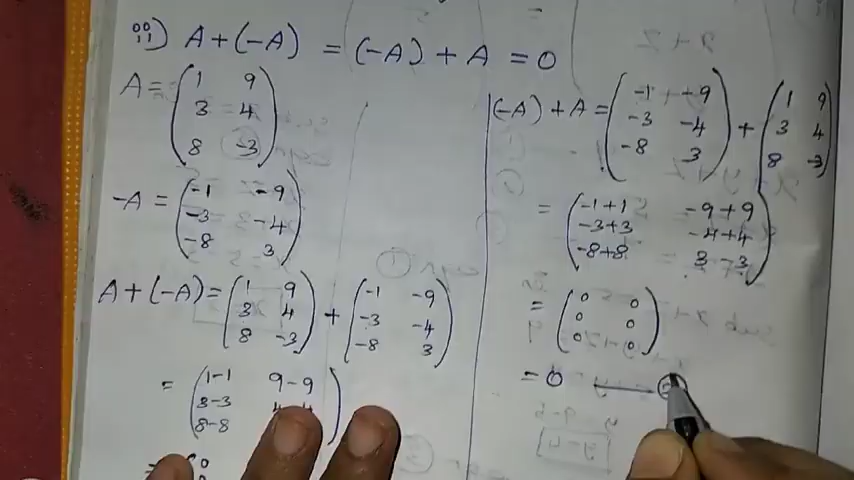 iii) A + (-A) = (-A) + A = 0
A = ( 1 9
3 4
8 -3 )
-A = ( -1 -9
-3 -4
-8 3 )
A + (-A) = ( 1 9
3 4
8 -3 ) + ( -1 -9
-3 -4
-8 3 )
= ( 1-1 9-9
3-3
8-8 )
(-A) + A = ( -1 -9
-3 -4
-8 3 ) + ( 1 9
3 4
8 -3 )
= ( -1+1 -9+9
-3+3 -4+4
-8+8 3-3 )
= ( 0 0
0 0
0 0 )
= 0